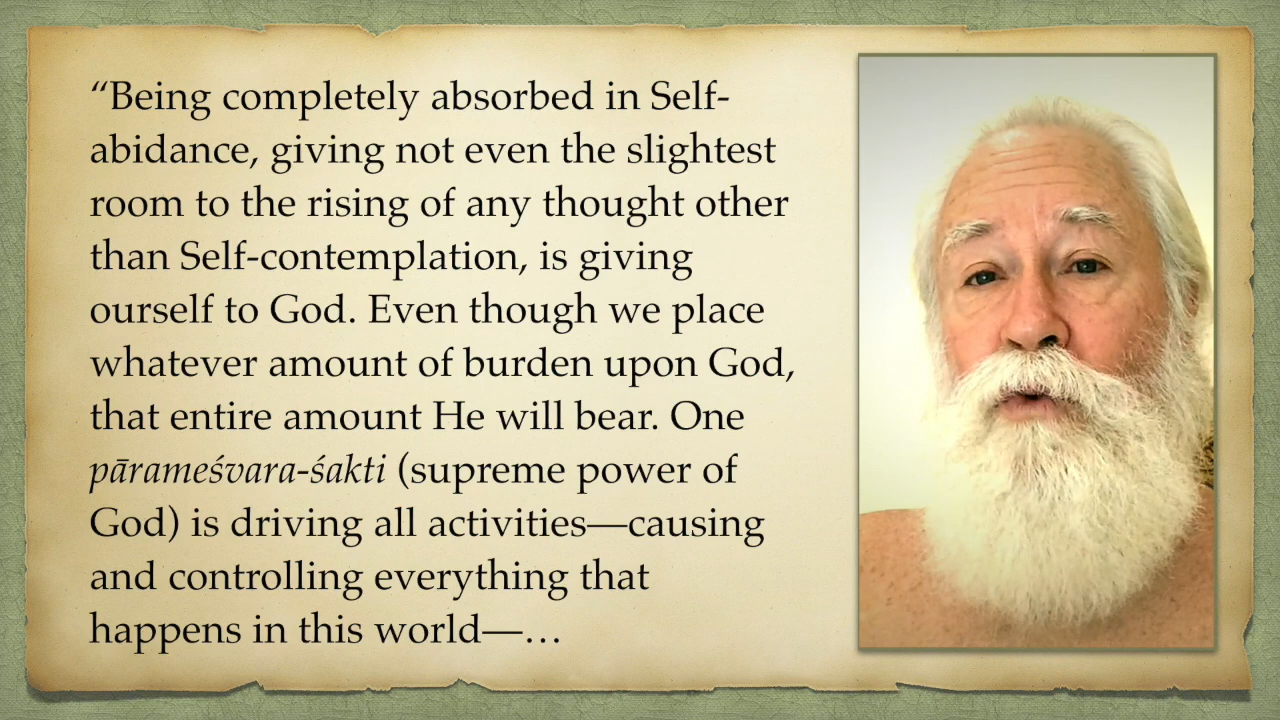 “Being completely absorbed in Self-
abidance, giving not even the slightest
room to the rising of any thought other
than Self-contemplation, is giving
ourself to God. Even though we place
whatever amount of burden upon God,
that entire amount He will bear. One
pārameśvara-śakti (supreme power of
God) is driving all activities—causing
and controlling everything that
happens in this world—…